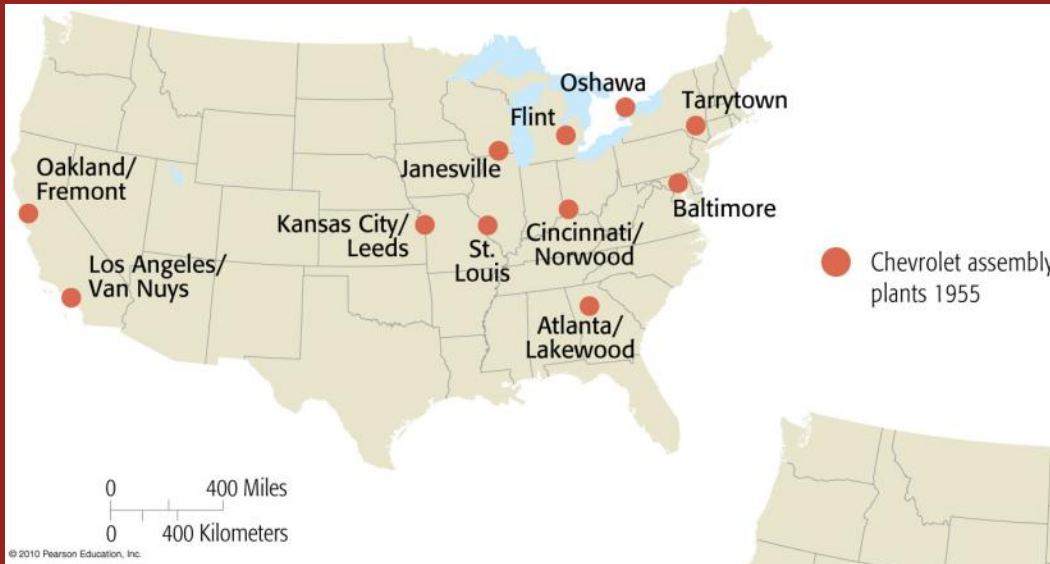 Oshawa
Tarrytown
Flint
Janesville
Oakland/
Fremont
Kansas City/
Leeds
St.
Louis
Cincinnati/
Norwood
Baltimore
Los Angeles/
Van Nuys
Atlanta/
Lakewood
Chevrolet assembly
plants 1955
0 400 Miles
0 400 Kilometers
© 2010 Pearson Education, Inc.